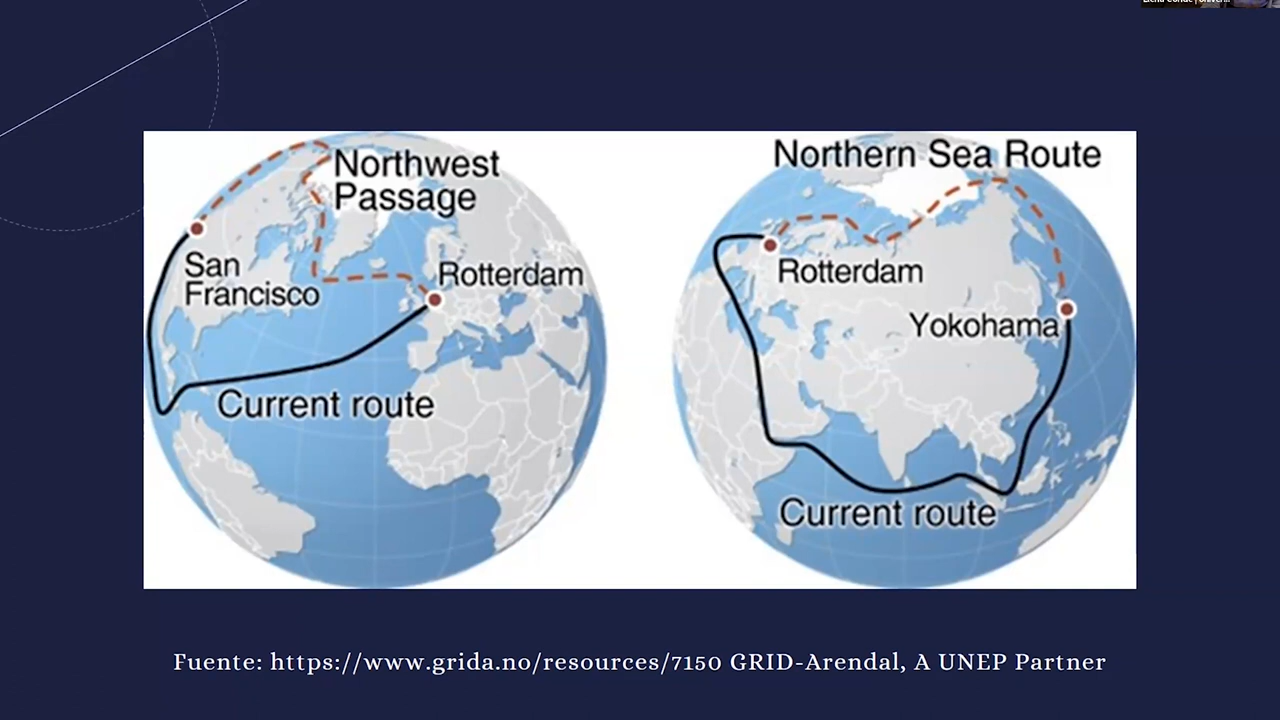 Northwest
Passage
San
Francisco
Rotterdam
Current route
Northern Sea Route
Rotterdam
Yokohama
Current route
Fuente: https://www.grida.no/resources/7150 GRID-Arendal, A UNEP Partner